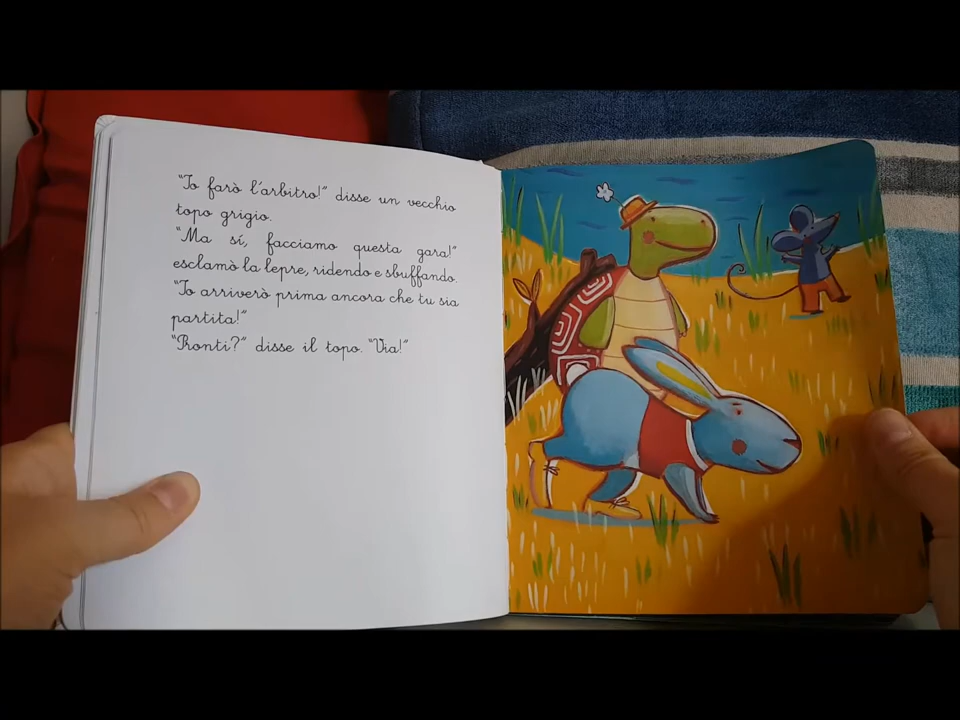 "Io farò l'arbitro!" disse un vecchio
topo grigio.
"Ma sí, facciamo questa gara!"
esclamò la lepre, ridendo e sbuffando.
"Io arriverò prima ancora che tu sia
partita!"
"Pronti?" disse il topo. "Via!"